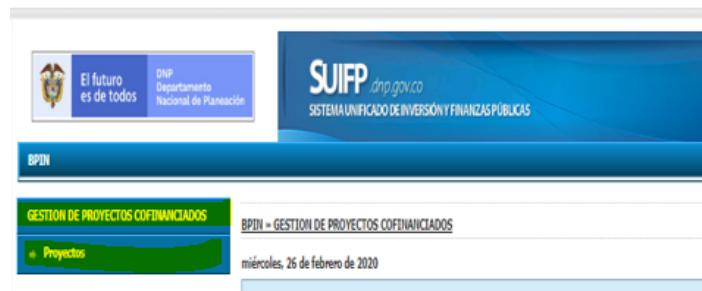 El futuro
es de todos
DNP
Departamento
Nacional de Planeación
SUIFP .dnp.gov.co
SISTEMA UNIFICADO DE INVERSIÓN Y FINANZAS PÚBLICAS
BPIN
GESTION DE PROYECTOS COFINANCIADOS
Proyectos
BPIN » GESTION DE PROYECTOS COFINANCIADOS
miércoles, 26 de febrero de 2020